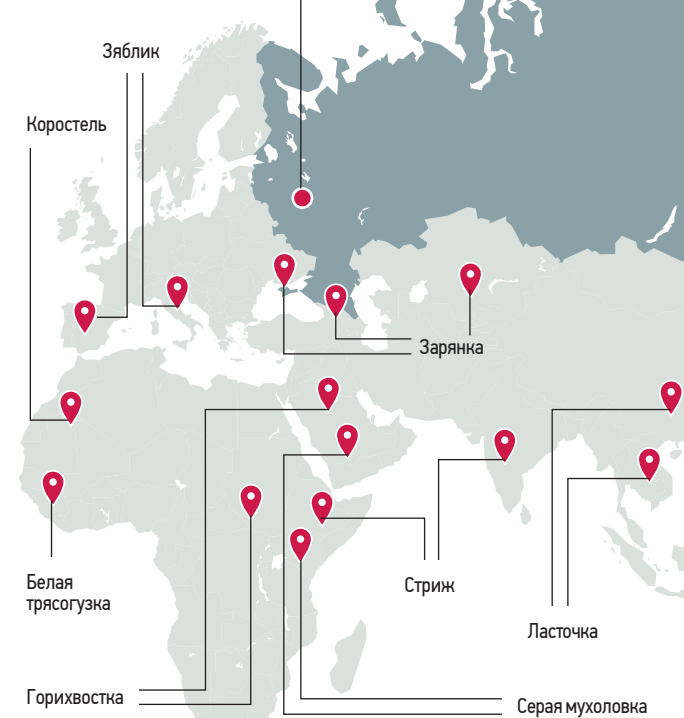 Зяблик
Коростель
Зарянка
Белая
трясогузка
Стриж
Ласточка
Горихвостка
Серая мухоловка